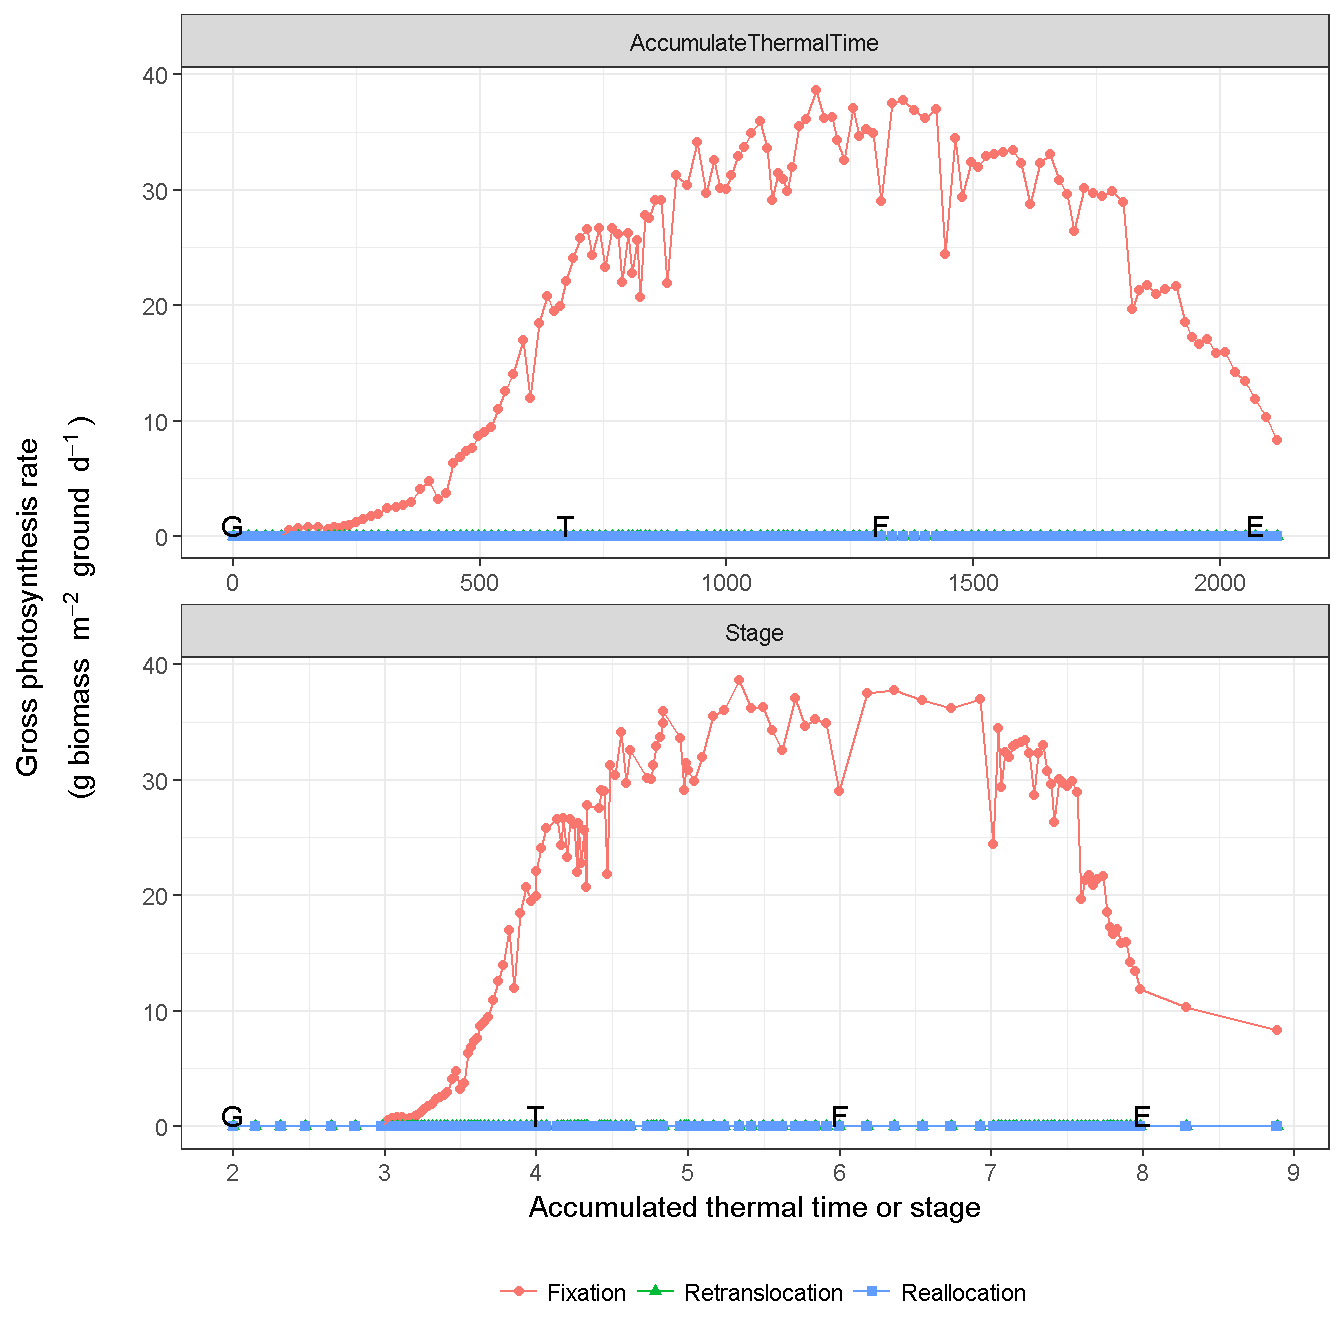 AccumulateThermalTime
40
30
20
10
0
G T F E
0 500 1000 1500 2000
Stage
40
30
20
10
0
G T F E
2 3 4 5 6 7 8 9
Gross photosynthesis rate
(g biomass m⁻² ground d⁻¹)
Accumulated thermal time or stage
Fixation Retranslocation Reallocation